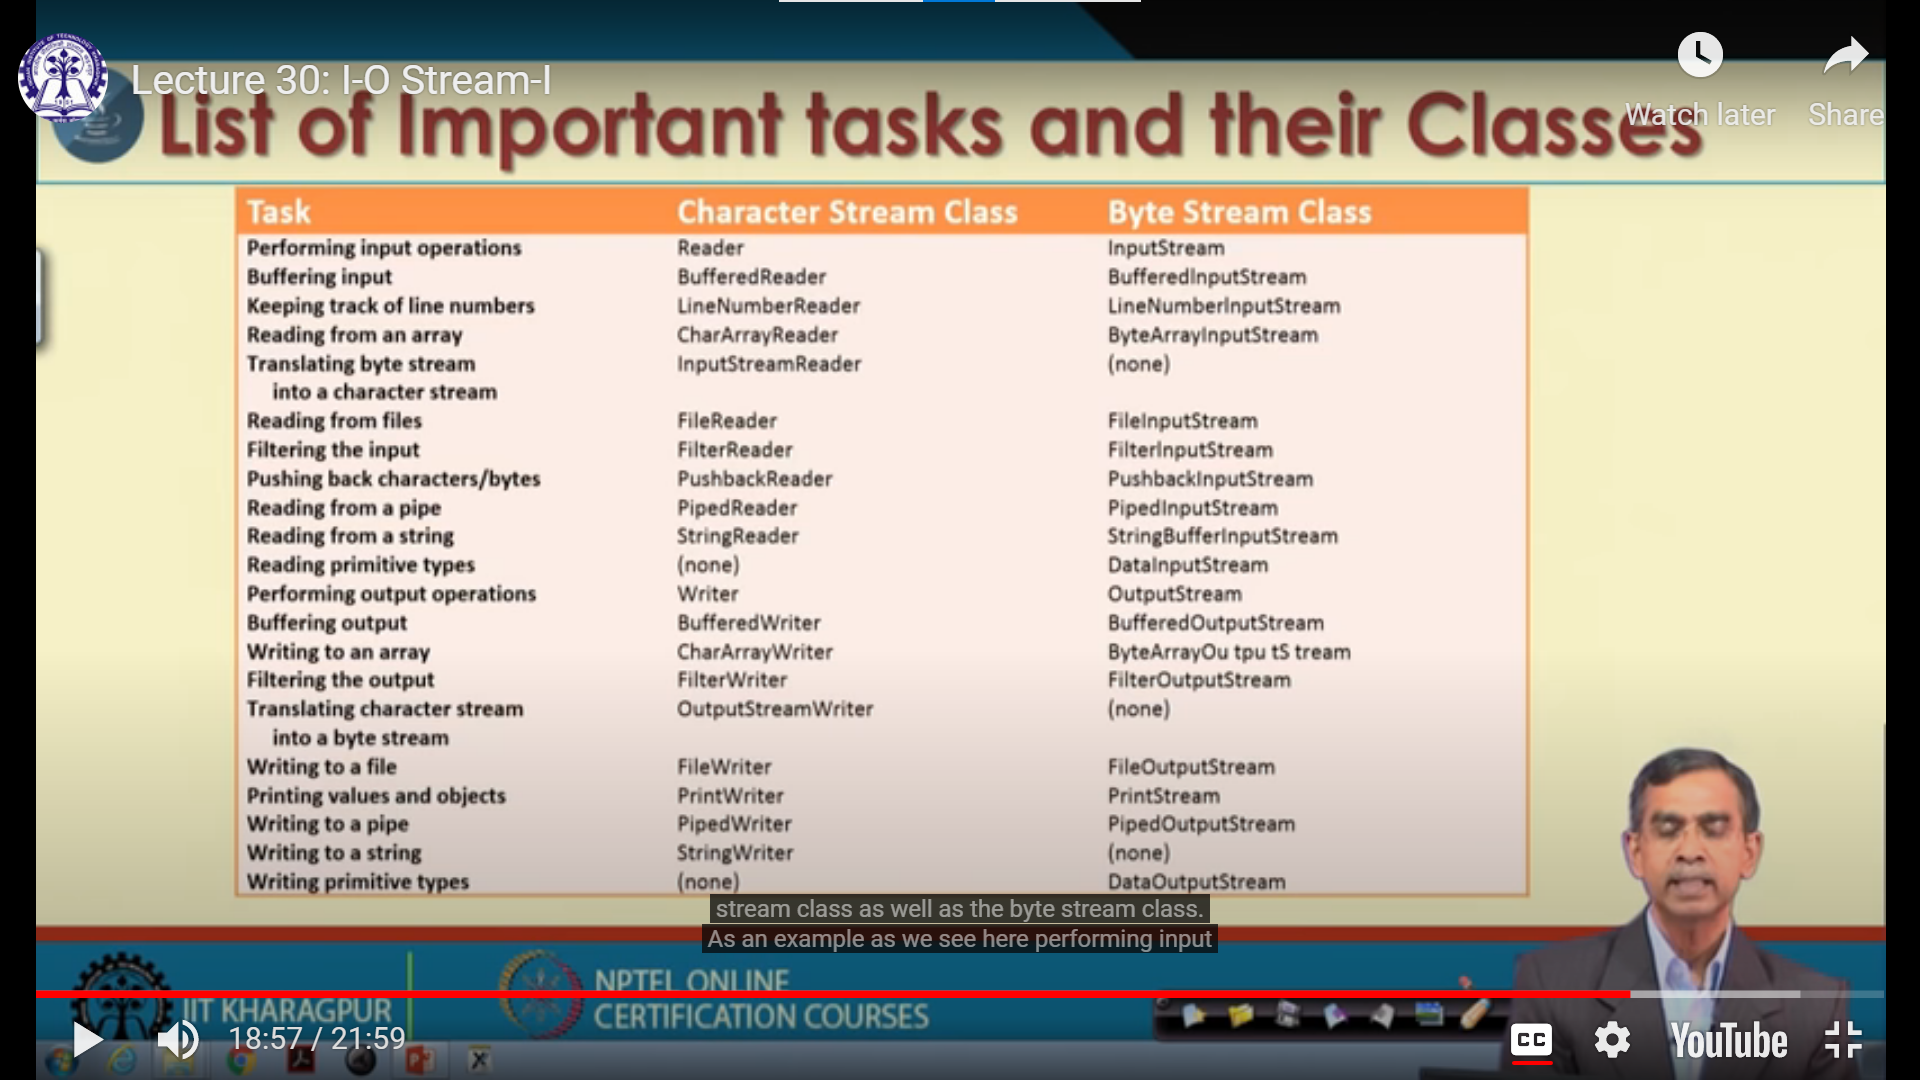 Lecture 30: I-O Stream-I
Watch later Share
List of Important tasks and their Classes
Task Character Stream Class Byte Stream Class
Performing input operations Reader InputStream
Buffering input BufferedReader BufferedInputStream
Keeping track of line numbers LineNumberReader LineNumberInputStream
Reading from an array CharArrayReader ByteArrayInputStream
Translating byte stream InputStreamReader (none)
into a character stream
Reading from files FileReader FileInputStream
Filtering the input FilterReader FilterInputStream
Pushing back characters/bytes PushbackReader PushbackInputStream
Reading from a pipe PipedReader PipedInputStream
Reading from a string StringReader StringBufferInputStream
Reading primitive types (none) DataInputStream
Performing output operations Writer OutputStream
Buffering output BufferedWriter BufferedOutputStream
Writing to an array CharArrayWriter ByteArrayOu tpu tS tream
Filtering the output FilterWriter FilterOutputStream
Translating character stream OutputStreamWriter (none)
into a byte stream
Writing to a file FileWriter FileOutputStream
Printing values and objects PrintWriter PrintStream
Writing to a pipe PipedWriter PipedOutputStream
Writing to a string StringWriter (none)
Writing primitive types (none) DataOutputStream
stream class as well as the byte stream class.
As an example as we see here performing input
IIT KHARAGPUR
NPTEL ONLINE
CERTIFICATION COURSES
18:57 / 21:59
CC
YouTube